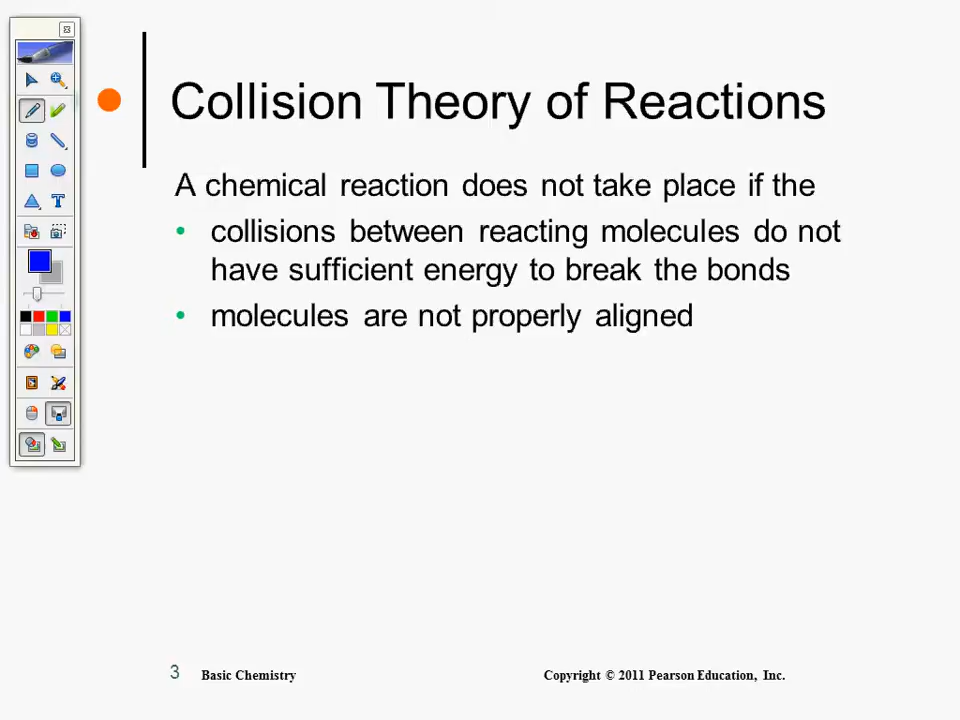 Collision Theory of Reactions
A chemical reaction does not take place if the
• collisions between reacting molecules do not
have sufficient energy to break the bonds
• molecules are not properly aligned
3 Basic Chemistry Copyright © 2011 Pearson Education, Inc.